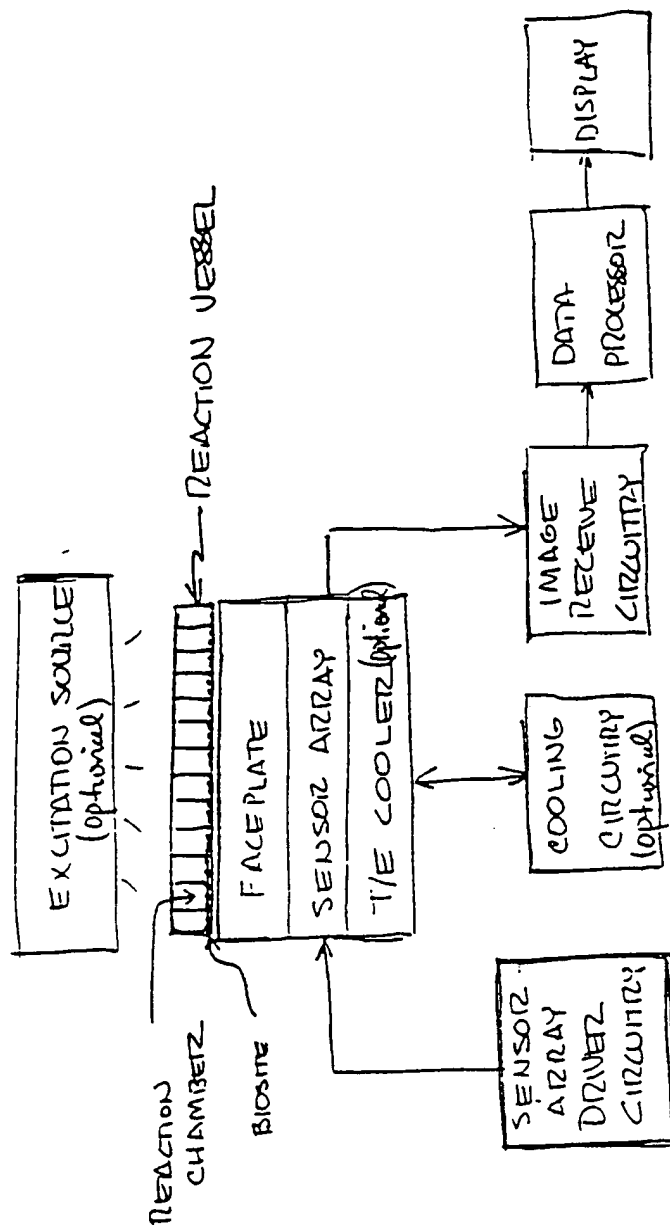 EXCITATION SOURCE
(optional)
REACTION VESSEL
REACTION
CHAMBER
BIOSITE
FACEPLATE
SENSOR ARRAY
T/E COOLER (optional)
SENSOR
ARRAY
DRIVER
CIRCUITRY
COOLING
CIRCUITRY
(optional)
IMAGE
RECEIVE
CIRCUITRY
DATA
PROCESSOR
DISPLAY